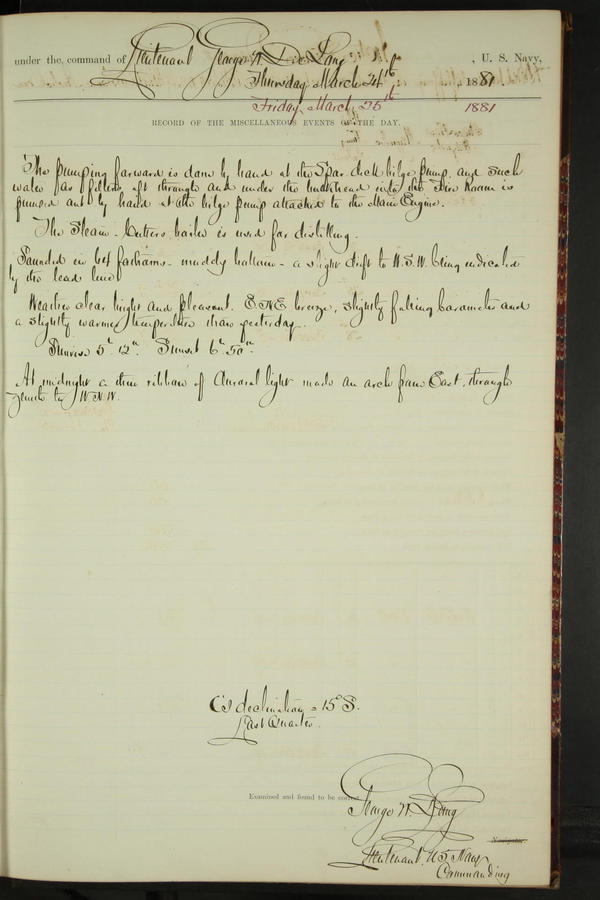 under the command of Lieutenant George W. De Long, U. S. Navy,
Thursday March 24th, 1881.
Friday March 25th 1881
RECORD OF THE MISCELLANEOUS EVENTS OF THE DAY.
The pumping forward is done by hand at the Spar deck bilge pump, and such
water as filters aft through and under the bulkhead into the Fire Room is
pumped out by hand at the bilge pump attached to the Main Engine.
The Steam-Cutters boiler is used for distilling.
Sounded in 64 fathoms - muddy bottom - a slight drift to W.S.W. being indicated
by the lead line
Weather clear bright and pleasant. ESE breeze, slightly falling barometer and
a slightly warmer temperature than yesterday.
Sunrise 5h 12m. Sunset 6h 50m.
At midnight a thin ribbon of Auroral light made an arch from East, through
Zenith to W.N.W.
☾'s declination = 15° S.
Last Quarter.
Examined and found to be correct.
George W. De Long
Navigator.
Lieutenant, U.S. Navy
Commanding